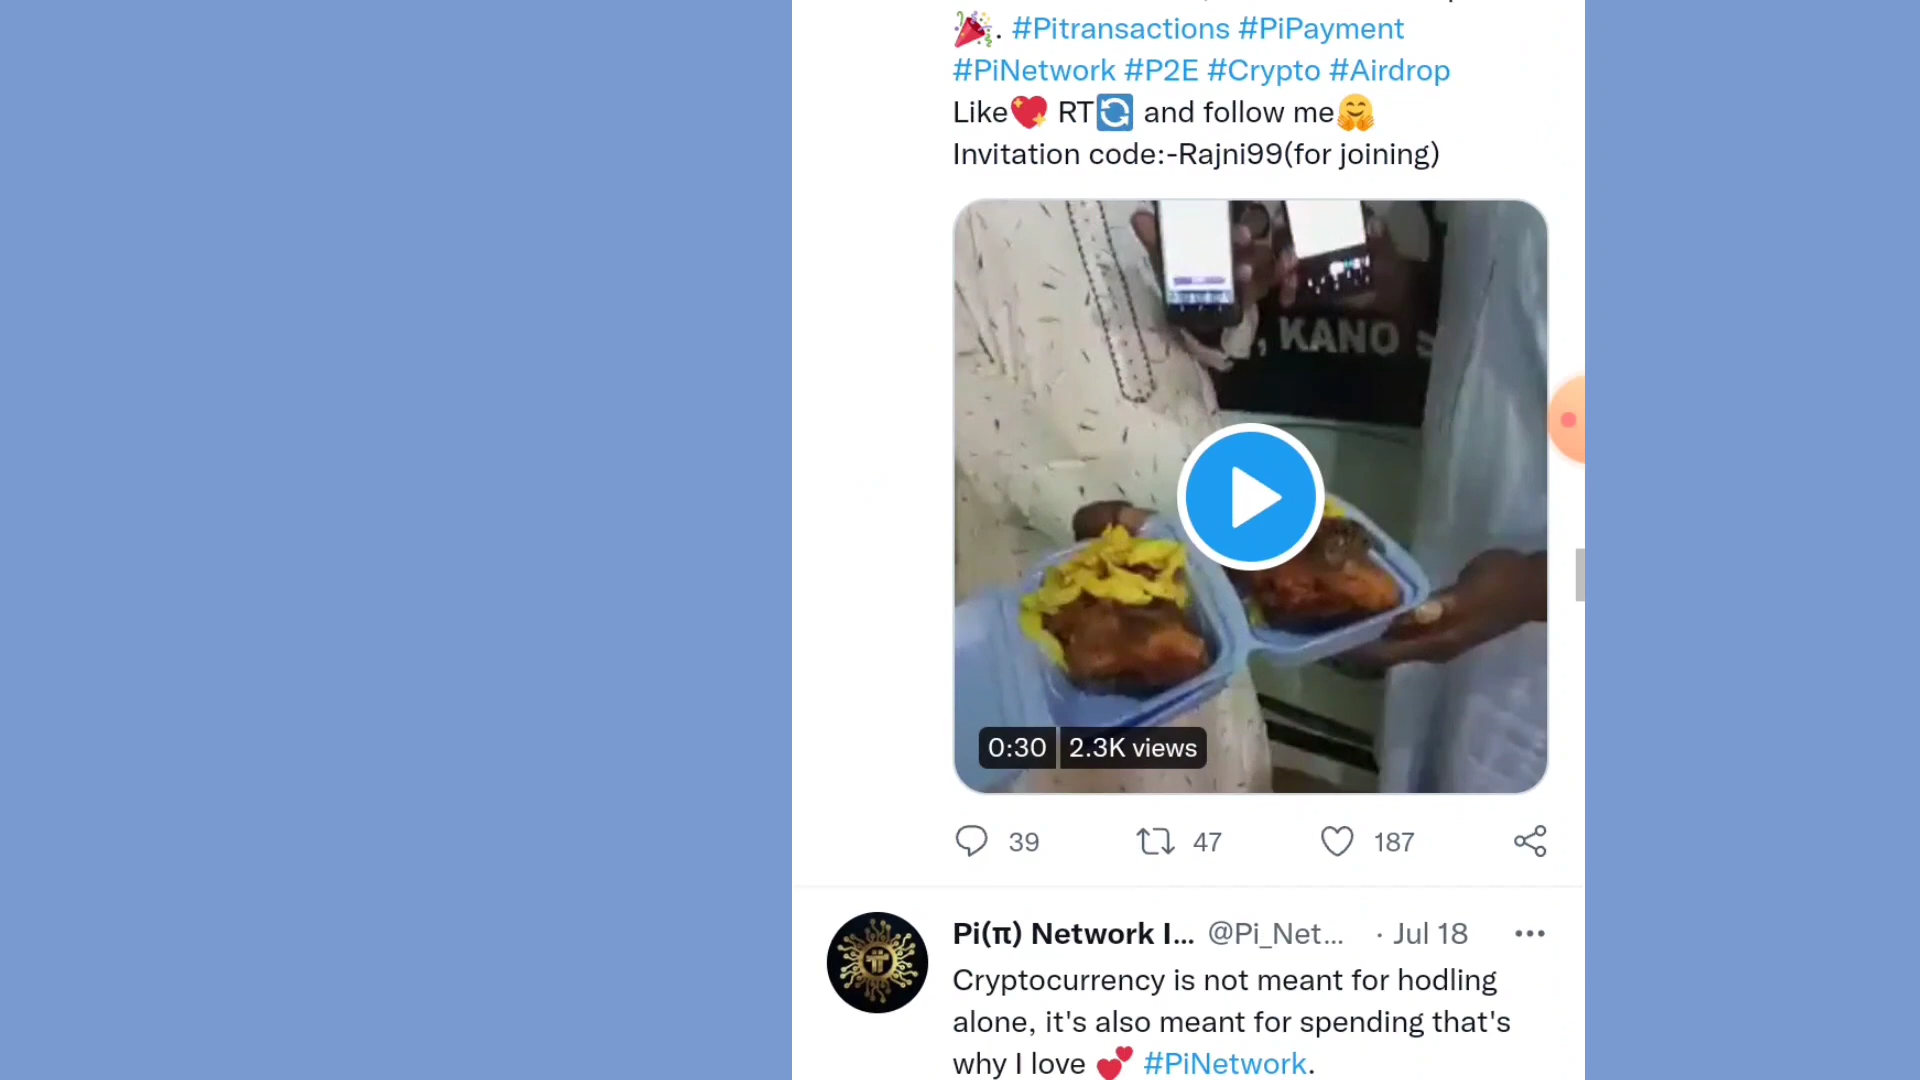 . #Pitransactions #PiPayment
#PiNetwork #P2E #Crypto #Airdrop
Like💖 RT🔄 and follow me🤗
Invitation code:-Rajni99(for joining)
, KANO
0:30 2.3K views
39 47 187
Pi(π) Network I... @Pi_Net... · Jul 18
Cryptocurrency is not meant for hodling
alone, it's also meant for spending that's
why I love 💕 #PiNetwork.